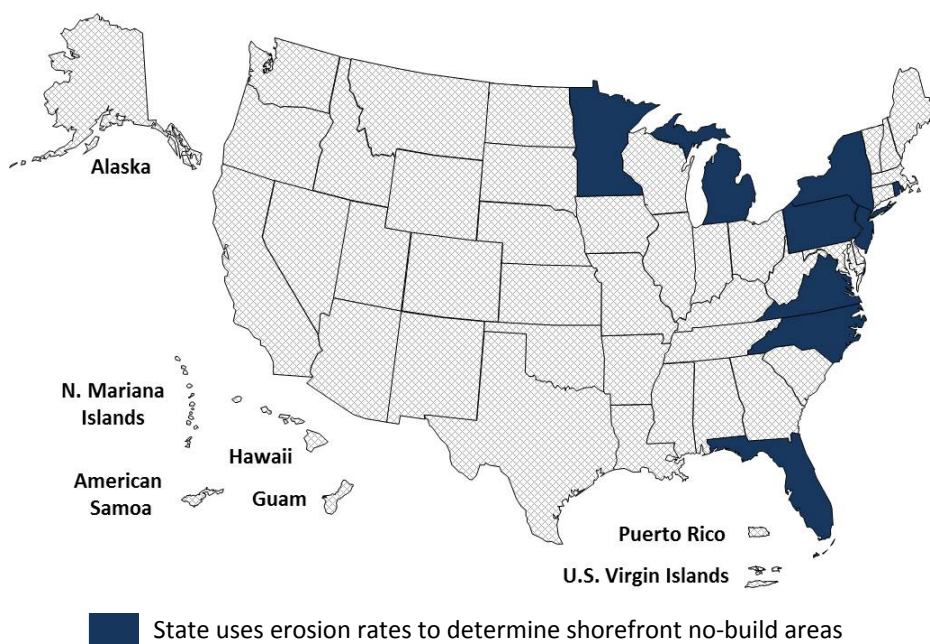 Alaska
N. Mariana
Islands
Hawaii
American
Samoa
Guam
Puerto Rico
U.S. Virgin Islands
State uses erosion rates to determine shorefront no-build areas